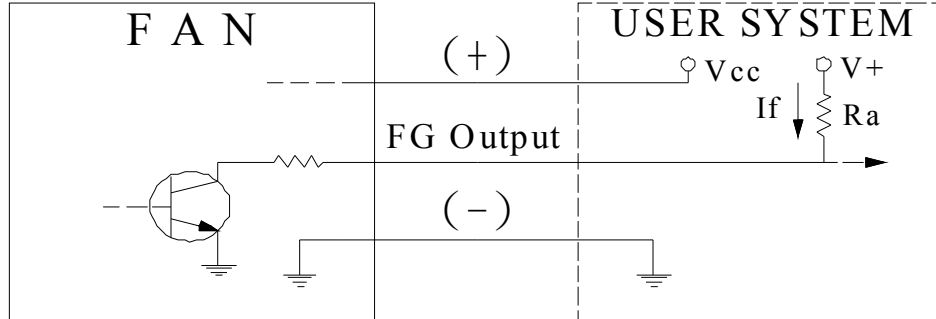 F A N
USER SYSTEM
(+)
Vcc
V+
If
Ra
FG Output
(-)